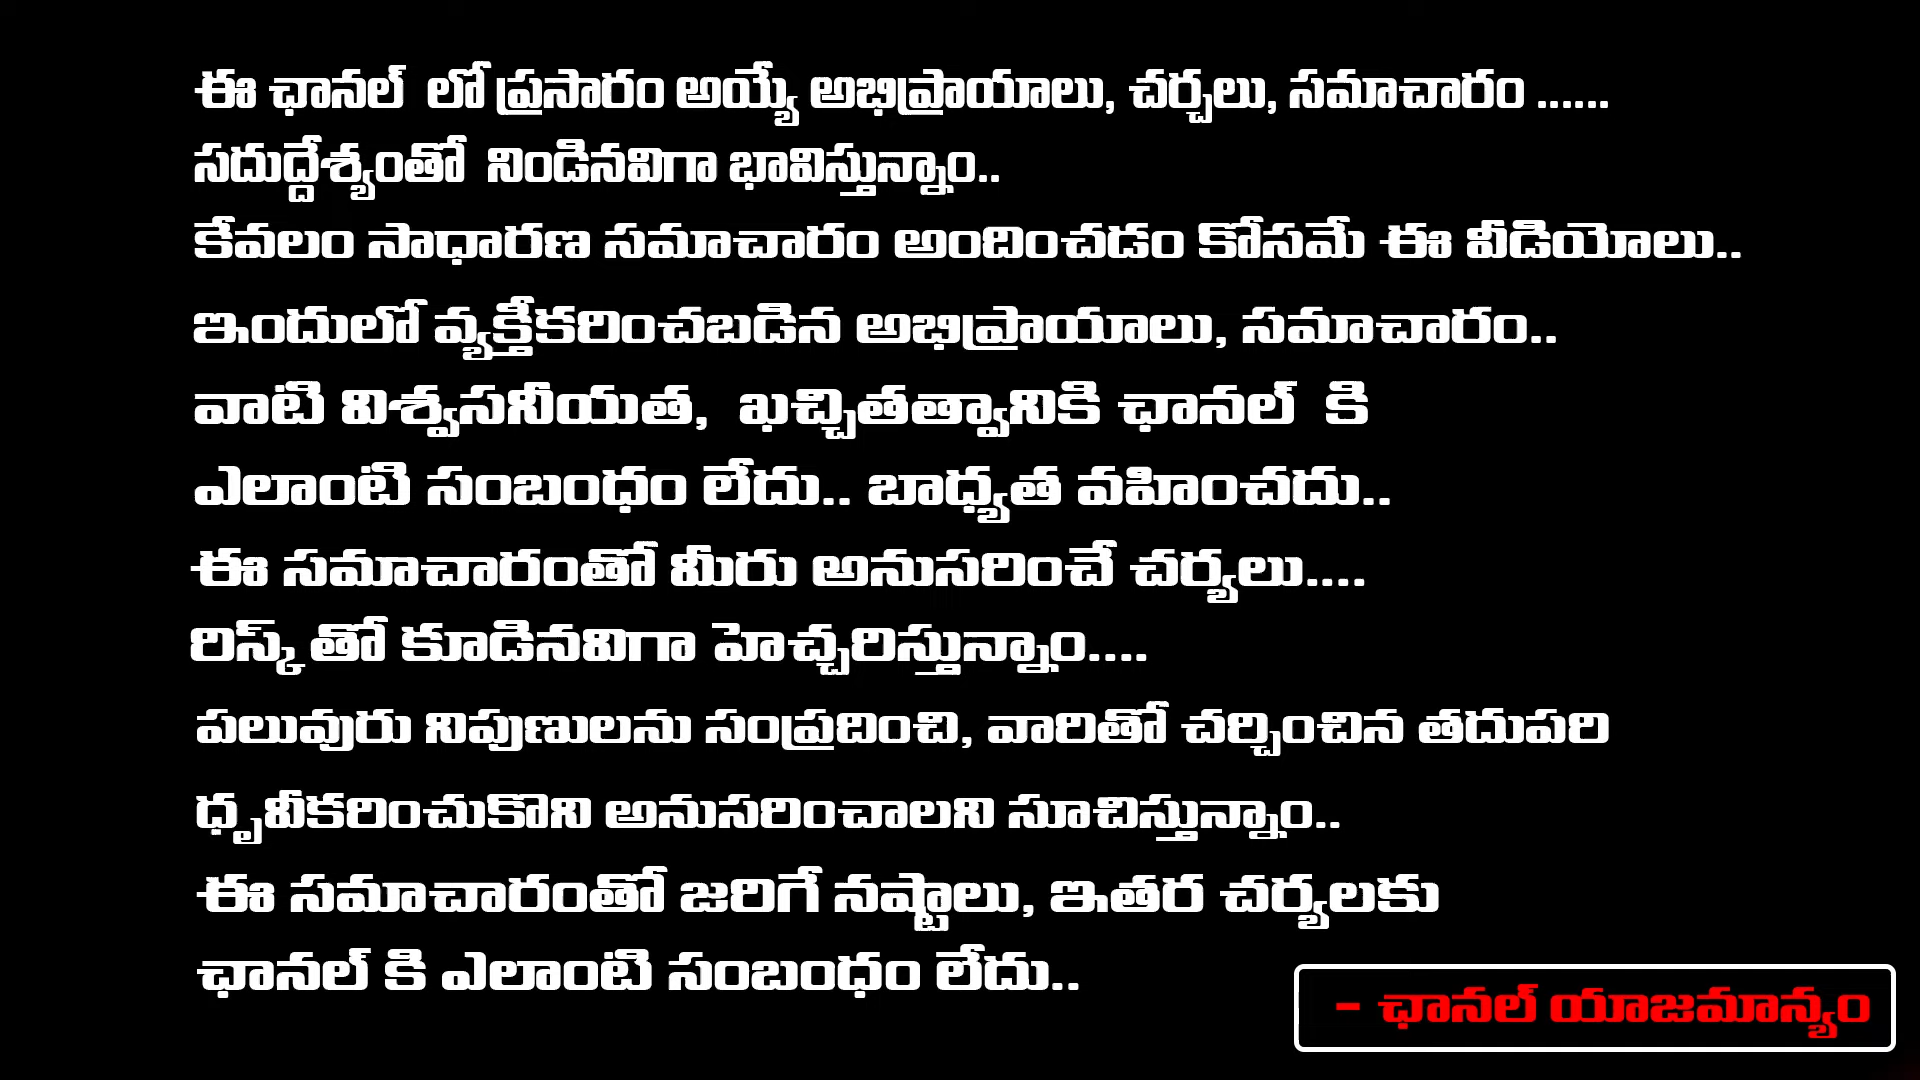 ఈ ఛానల్ లో ప్రసారం అయ్యే అభిప్రాయాలు, చర్చలు, సమాచారం ......
సదుద్దేశ్యంతో నిండినవిగా భావిస్తున్నాం..
కేవలం సాధారణ సమాచారం అందించడం కోసమే ఈ వీడియోలు..
ఇందులో వ్యక్తీకరించబడిన అభిప్రాయాలు, సమాచారం..
వాటి విశ్వసనీయత, ఖచ్చితత్వానికి ఛానల్ కి
ఎలాంటి సంబంధం లేదు.. బాధ్యత వహించదు..
ఈ సమాచారంతో మీరు అనుసరించే చర్యలు....
రిస్క్ తో కూడినవిగా హెచ్చరిస్తున్నాం....
పలువురు నిపుణులను సంప్రదించి, వారితో చర్చించిన తదుపరి
ధృవీకరించుకొని అనుసరించాలని సూచిస్తున్నాం..
ఈ సమాచారంతో జరిగే నష్టాలు, ఇతర చర్యలకు
ఛానల్ కి ఎలాంటి సంబంధం లేదు..
- ఛానల్ యాజమాన్యం